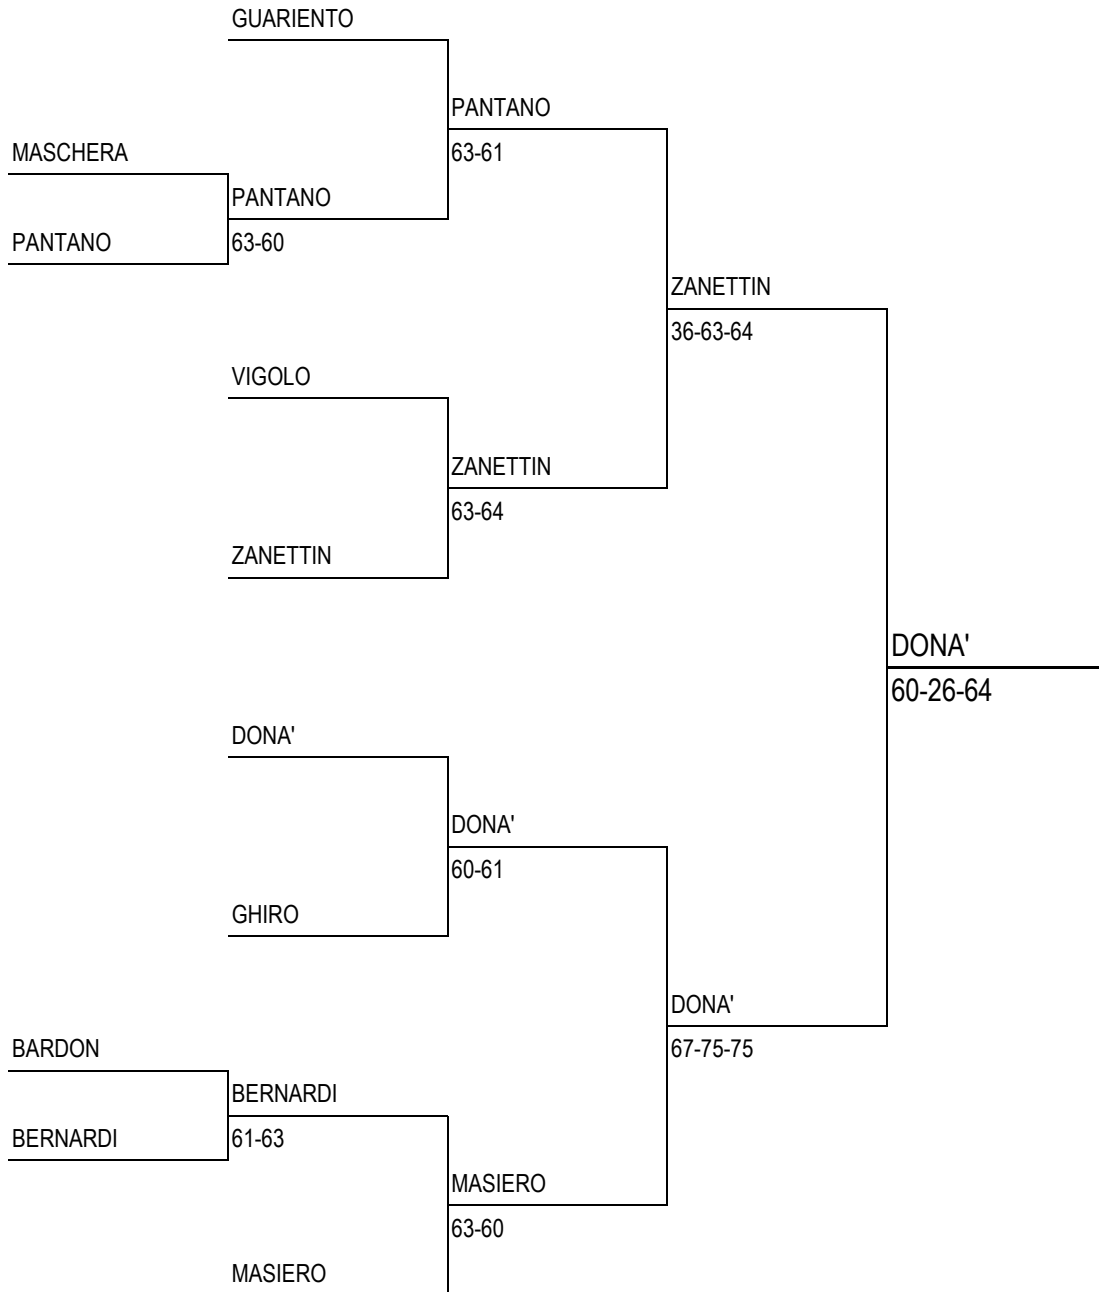 GUARIENTO
PANTANO
MASCHERA
63-61
PANTANO
PANTANO
63-60
ZANETTIN
36-63-64
VIGOLO
ZANETTIN
63-64
ZANETTIN
DONA'
60-26-64
DONA'
DONA'
60-61
GHIRO
DONA'
BARDON
67-75-75
BERNARDI
BERNARDI
61-63
MASIERO
63-60
MASIERO